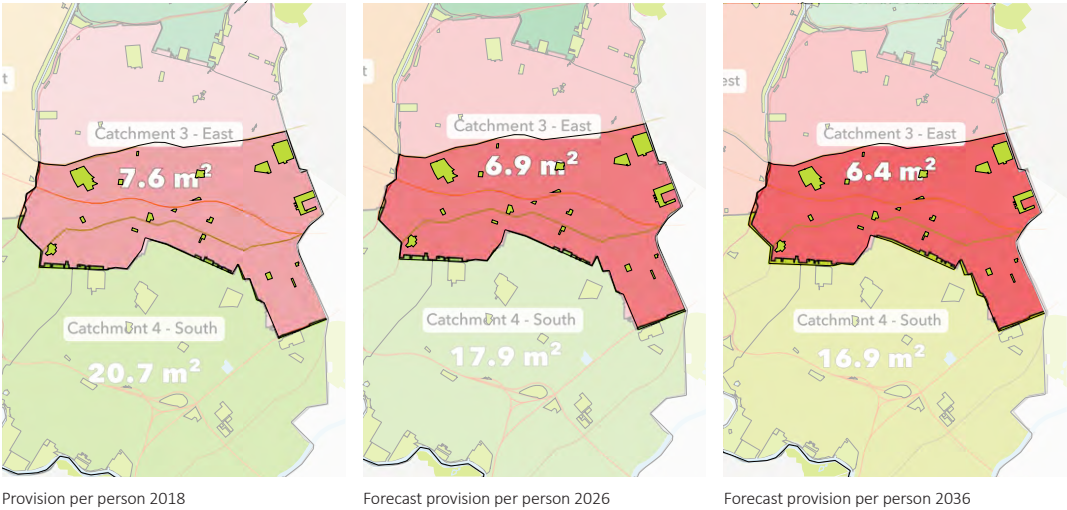 t
Catchment 3 - East
7.6 m²
Catchment 4 - South
20.7 m²
Provision per person 2018
t
Catchment 3 - East
6.9 m²
Catchment 4 - South
17.9 m²
Forecast provision per person 2026
est
Catchment 3 - East
6.4 m²
Catchment 4 - South
16.9 m²
Forecast provision per person 2036